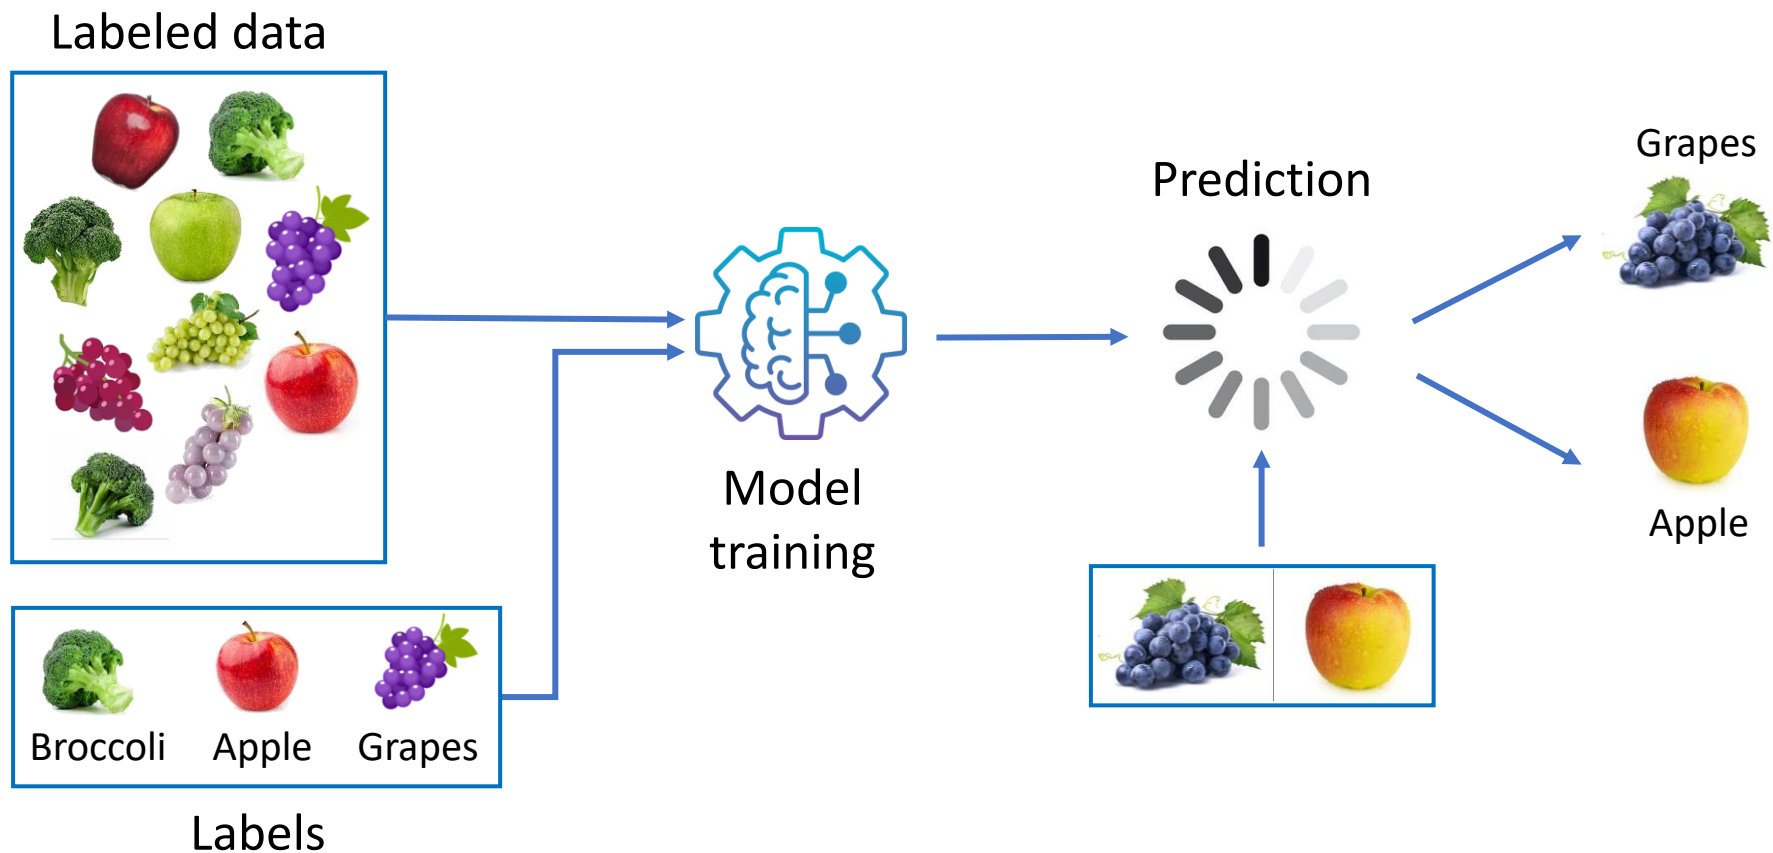 Labeled data
Broccoli
Apple
Grapes
Labels
Model
training
Prediction
Grapes
Apple